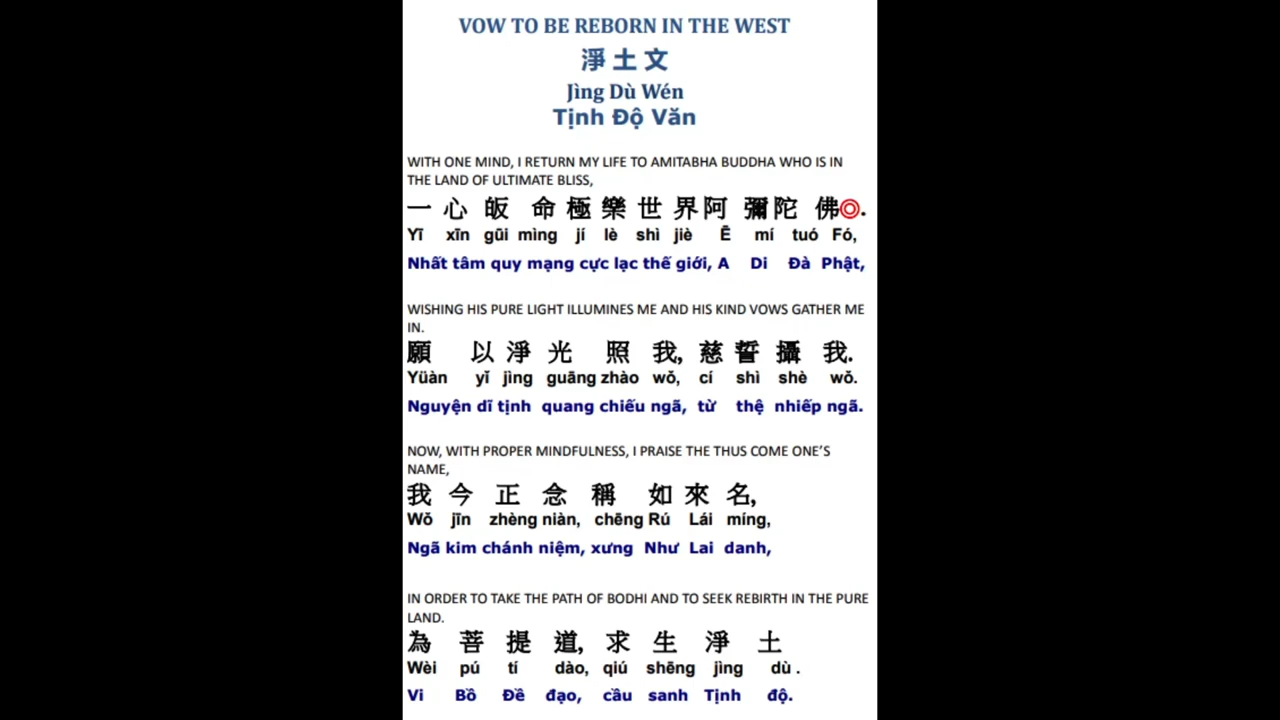 VOW TO BE REBORN IN THE WEST
淨土文
Jìng Dù Wén
Tịnh Độ Văn
WITH ONE MIND, I RETURN MY LIFE TO AMITABHA BUDDHA WHO IS IN
THE LAND OF ULTIMATE BLISS,
一心皈命極樂世界阿彌陀佛◎.
Yī xīn gūi mìng jí lè shì jiè Ē mí tuó Fó,
Nhất tâm quy mạng cực lạc thế giới, A Di Đà Phật,
WISHING HIS PURE LIGHT ILLUMINES ME AND HIS KIND VOWS GATHER ME
IN.
願以淨光照我, 慈誓攝我.
Yüàn yǐ jìng guāng zhào wǒ, cí shì shè wǒ.
Nguyện dĩ tịnh quang chiếu ngã, từ thệ nhiếp ngã.
NOW, WITH PROPER MINDFULNESS, I PRAISE THE THUS COME ONE’S
NAME,
我今正念稱如來名,
Wǒ jīn zhèng niàn, chēng Rú Lái míng,
Ngã kim chánh niệm, xưng Như Lai danh,
IN ORDER TO TAKE THE PATH OF BODHI AND TO SEEK REBIRTH IN THE PURE
LAND.
為菩提道, 求生淨土
Wèi pú tí dào, qiú shēng jìng dù .
Vi Bồ Đề đạo, cầu sanh Tịnh độ.